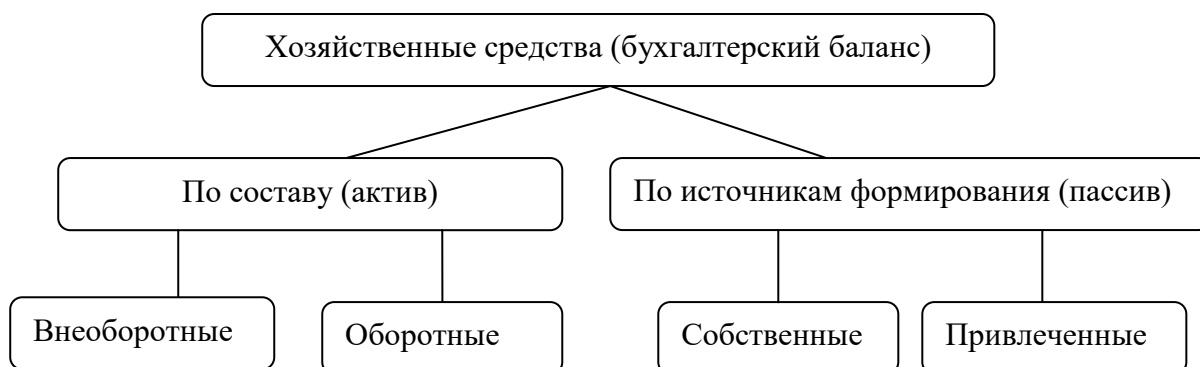 Хозяйственные средства (бухгалтерский баланс)
По составу (актив)
По источникам формирования (пассив)
Внеоборотные
Оборотные
Собственные
Привлеченные